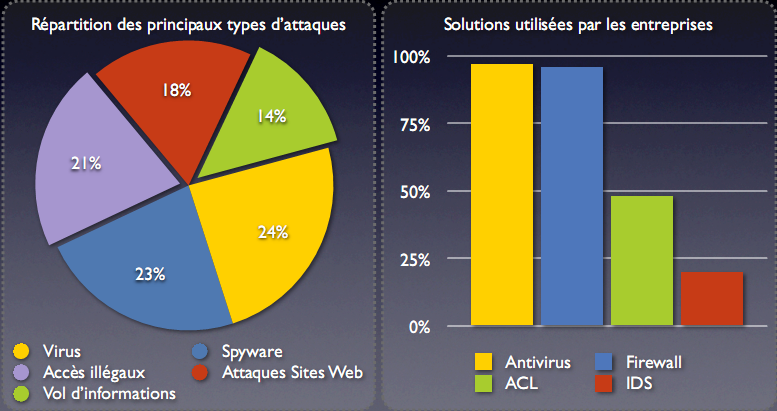 Répartition des principaux types d'attaques
18%
14%
21%
24%
23%
Virus
Spyware
Accès illégaux
Attaques Sites Web
Vol d'informations
Solutions utilisées par les entreprises
100%
75%
50%
25%
0%
Antivirus
Firewall
ACL
IDS